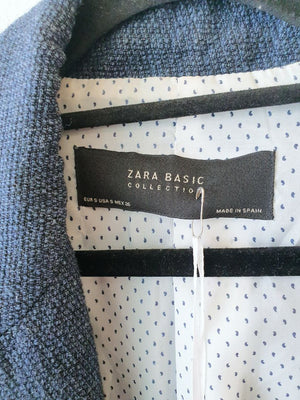 ZARA BASIC
COLLECTION
EUR S USA S MEX 26
MADE IN SPAIN